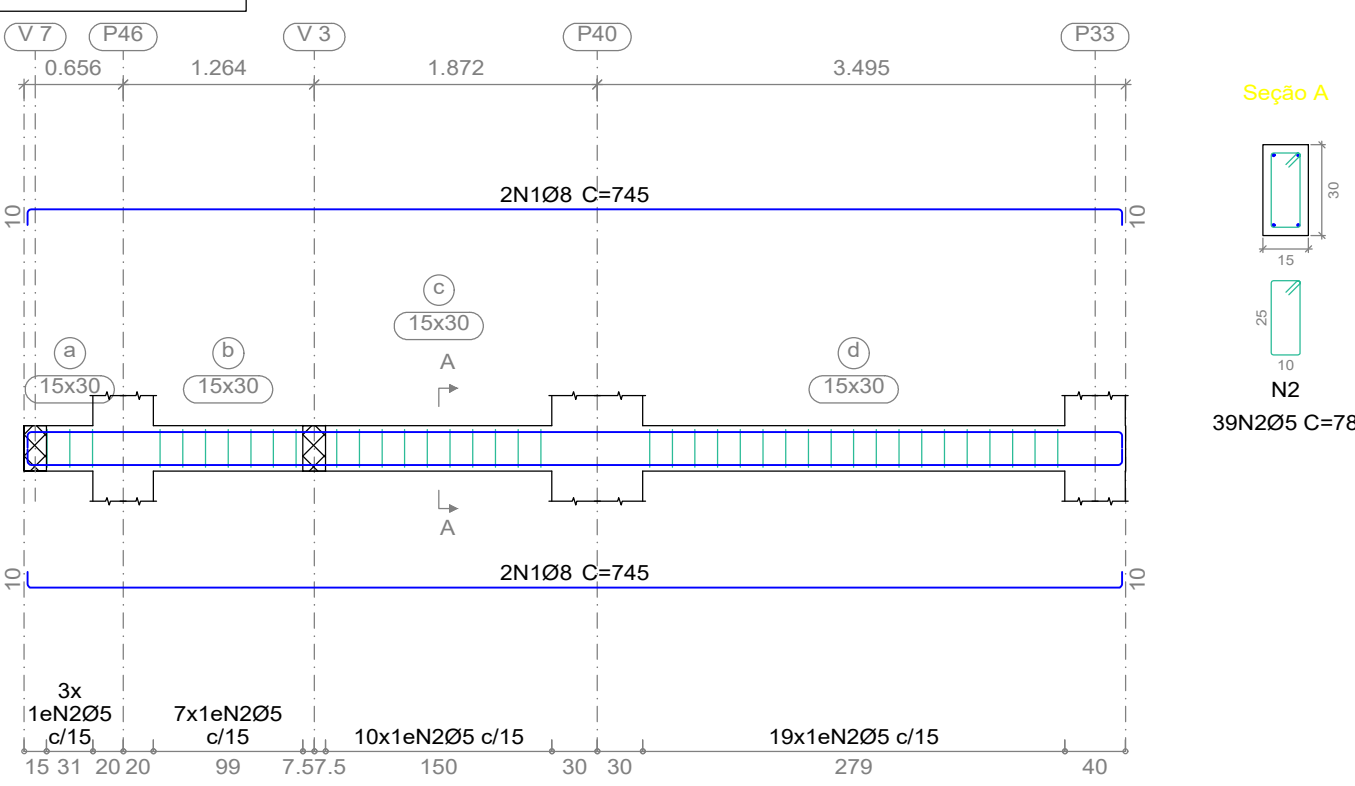 V 7 P46 V 3 P40 P33
0.656 1.264 1.872 3.495
Seção A
2N1Ø8 C=745
10 10
30
15
c
15x30
a b d
15x30 15x30 15x30
A
25
10
N2
39N2Ø5 C=78
A
2N1Ø8 C=745
10 10
3x
1eN2Ø5 7x1eN2Ø5
c/15 c/15 10x1eN2Ø5 c/15 19x1eN2Ø5 c/15
15 31 20 20 99 7.5 7.5 150 30 30 279 40